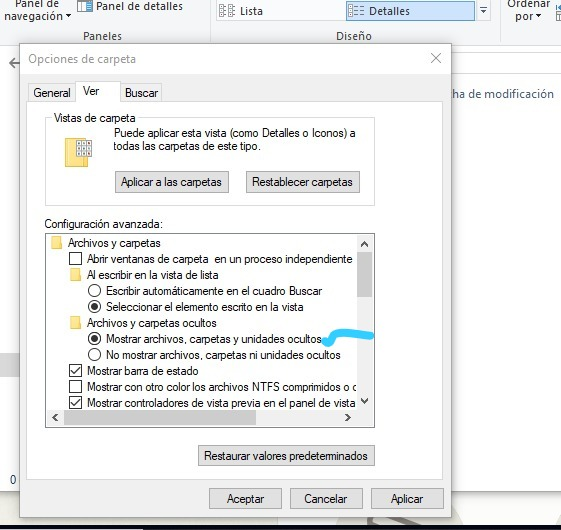 Panel de
navegación
Panel de detalles
Lista
Detalles
Ordenar
por
Paneles
Diseño
Opciones de carpeta
ha de modificación
General
Ver
Buscar
Vistas de carpeta
Puede aplicar esta vista (como Detalles o Iconos) a
todas las carpetas de este tipo.
Aplicar a las carpetas
Restablecer carpetas
Configuración avanzada:
Archivos y carpetas
Abrir ventanas de carpeta en un proceso independiente
Al escribir en la vista de lista
Escribir automáticamente en el cuadro Buscar
Seleccionar el elemento escrito en la vista
Archivos y carpetas ocultos
Mostrar archivos, carpetas y unidades ocultos
No mostrar archivos, carpetas ni unidades ocultos
Mostrar barra de estado
Mostrar con otro color los archivos NTFS comprimidos o c
Mostrar controladores de vista previa en el panel de vista
Restaurar valores predeterminados
0
Aceptar
Cancelar
Aplicar